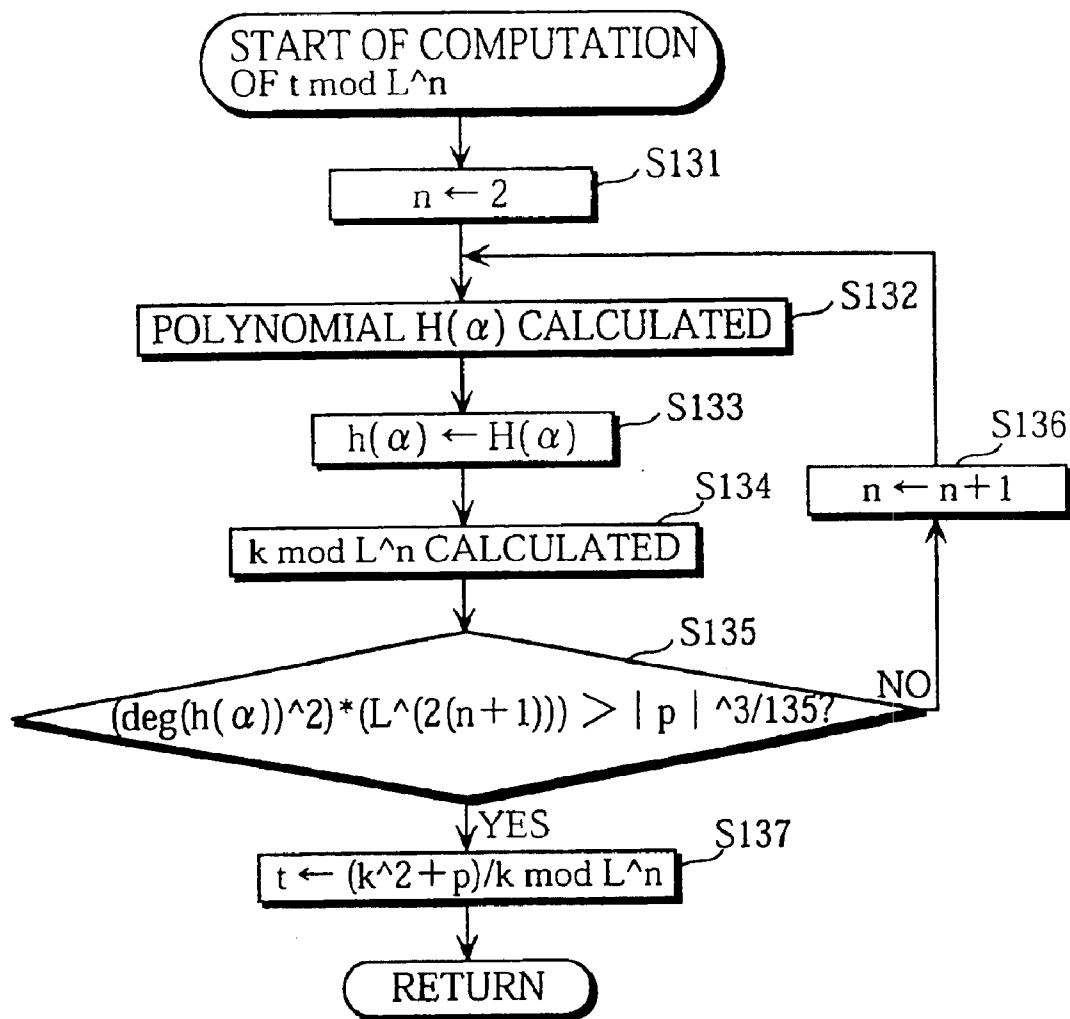 START OF COMPUTATION
OF t mod L^n
S131
n ← 2
S132
POLYNOMIAL H(α) CALCULATED
S133
h(α) ← H(α)
S136
n ← n+1
S134
k mod L^n CALCULATED
S135
NO
(deg(h(α))^2)*(L^(2(n+1))) > | p | ^3/135?
YES
S137
t ← (k^2+p)/k mod L^n
RETURN